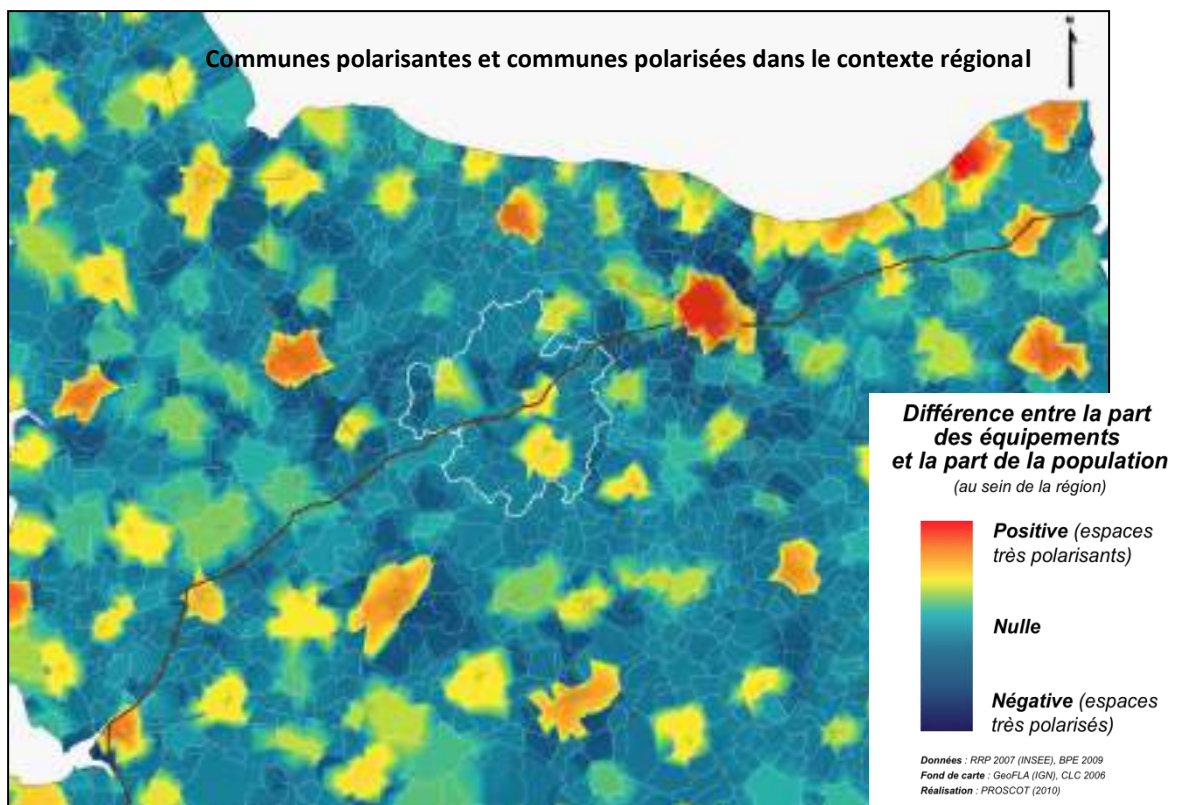 Communes polarisantes et communes polarisées dans le contexte régional
N
Différence entre la part
des équipements
et la part de la population
(au sein de la région)
Positive (espaces
très polarisants)
Nulle
Négative (espaces
très polarisés)
Données : RRP 2007 (INSEE), BPE 2009
Fond de carte : GeoFLA (IGN), CLC 2006
Réalisation : PROSCOT (2010)